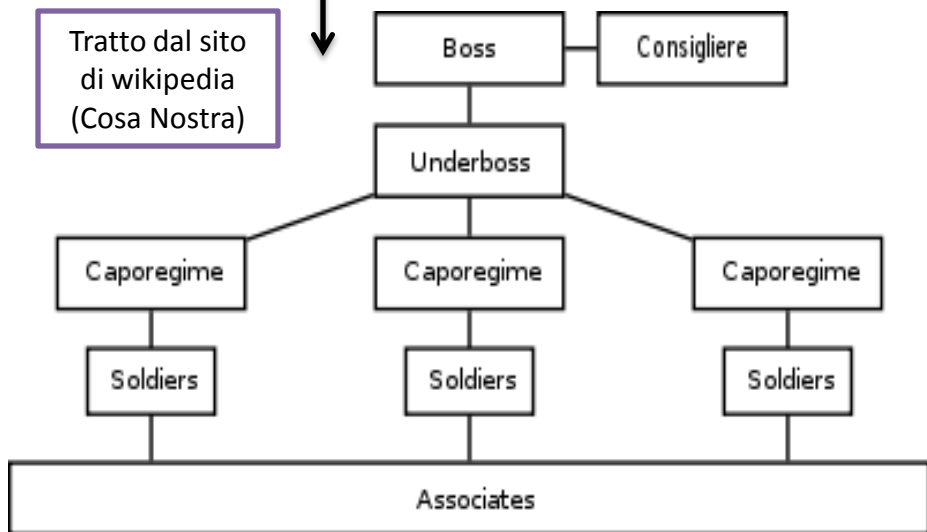 Tratto dal sito
di wikipedia
(Cosa Nostra)
Boss
Consigliere
Underboss
Caporegime
Caporegime
Caporegime
Soldiers
Soldiers
Soldiers
Associates